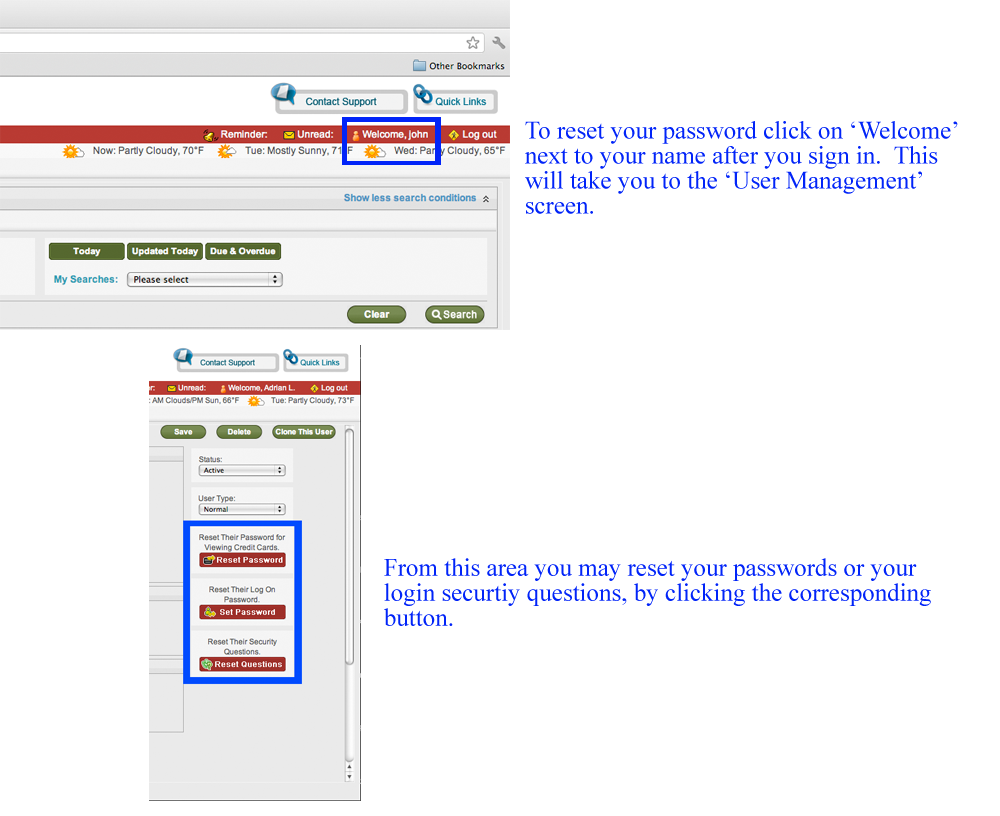 Other Bookmarks
Contact Support
Quick Links
Reminder:
Unread:
Welcome, john
Log out
Now: Partly Cloudy, 70°F
Tue: Mostly Sunny, 71°F
Wed: Partly Cloudy, 65°F
Show less search conditions
Today
Updated Today
Due & Overdue
My Searches:
Please select
Clear
Search
To reset your password click on ‘Welcome’
next to your name after you sign in.  This
will take you to the ‘User Management’
screen.
Contact Support
Quick Links
r:
Unread:
Welcome, Adrian L.
Log out
: AM Clouds/PM Sun, 66°F
Tue: Partly Cloudy, 73°F
Save
Delete
Clone This User
Status:
Active
User Type:
Normal
Reset Their Password for
Viewing Credit Cards.
Reset Password
Reset Their Log On
Password.
Set Password
Reset Their Security
Questions.
Reset Questions
From this area you may reset your passwords or your
login securtiy questions, by clicking the corresponding
button.